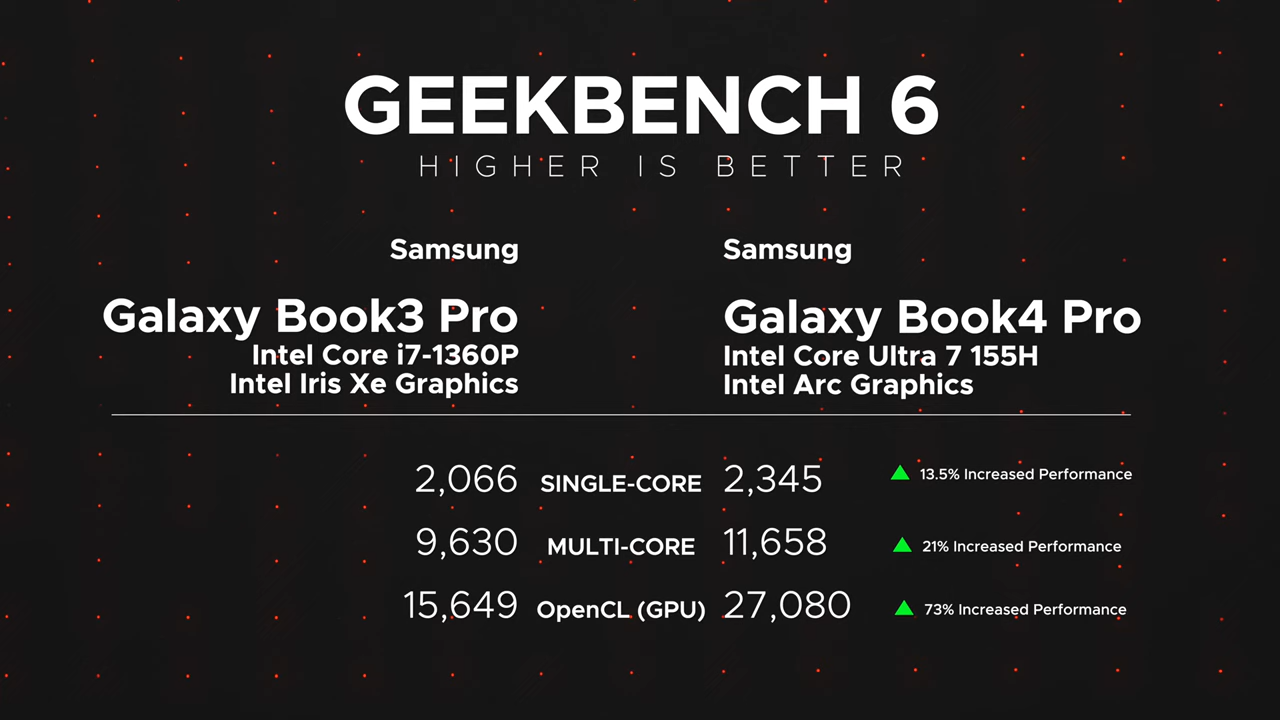 GEEKBENCH 6
HIGHER IS BETTER
Samsung
Galaxy Book3 Pro
Intel Core i7-1360P
Intel Iris Xe Graphics
Samsung
Galaxy Book4 Pro
Intel Core Ultra 7 155H
Intel Arc Graphics
2,066 SINGLE-CORE 2,345 13.5% Increased Performance
9,630 MULTI-CORE 11,658 21% Increased Performance
15,649 OpenCL (GPU) 27,080 73% Increased Performance